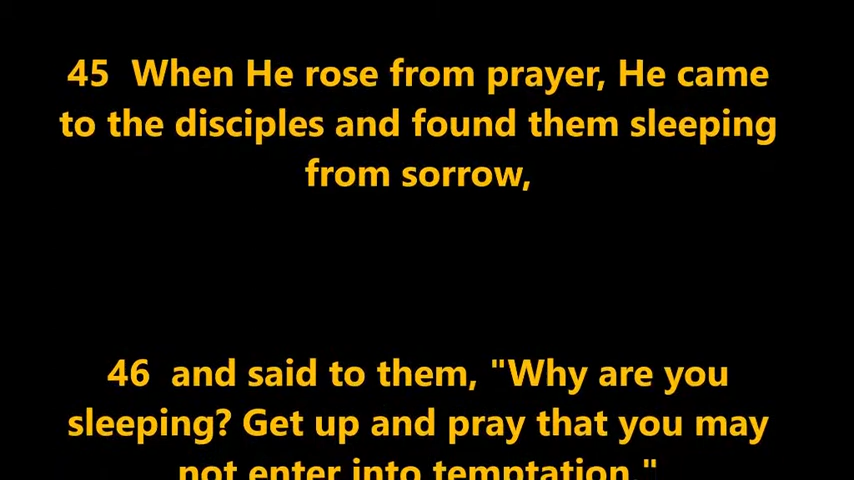 45  When He rose from prayer, He came
to the disciples and found them sleeping
from sorrow,
46  and said to them, "Why are you
sleeping? Get up and pray that you may
not enter into temptation."